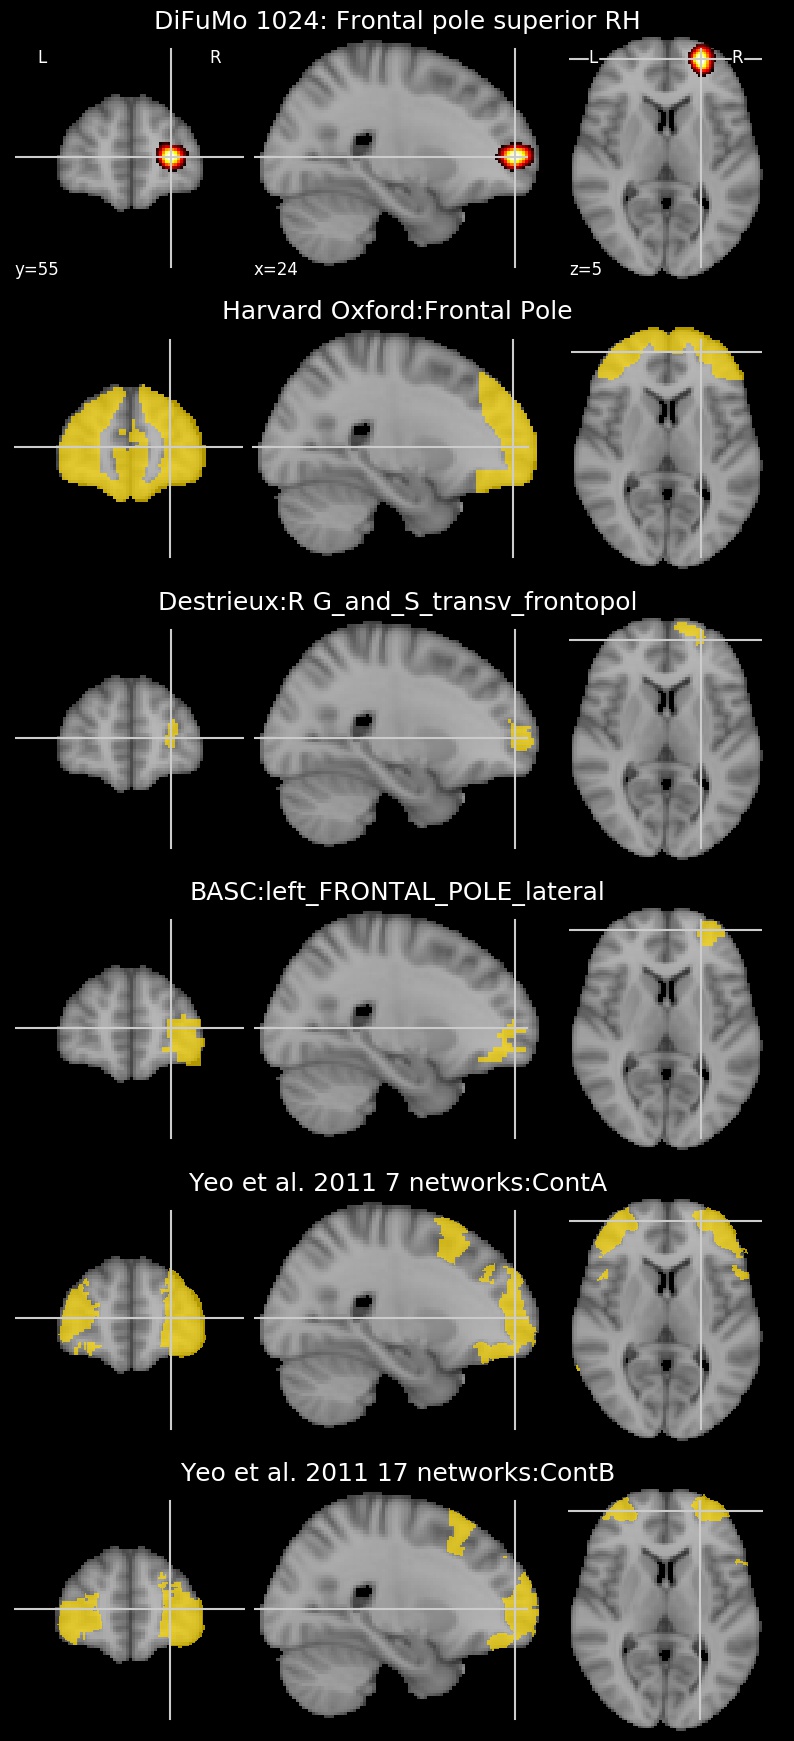 DiFuMo 1024: Frontal pole superior RH
L R L R
y=55 x=24 z=5
Harvard Oxford:Frontal Pole
Destrieux:R G_and_S_transv_frontopol
BASC:left_FRONTAL_POLE_lateral
Yeo et al. 2011 7 networks:ContA
Yeo et al. 2011 17 networks:ContB